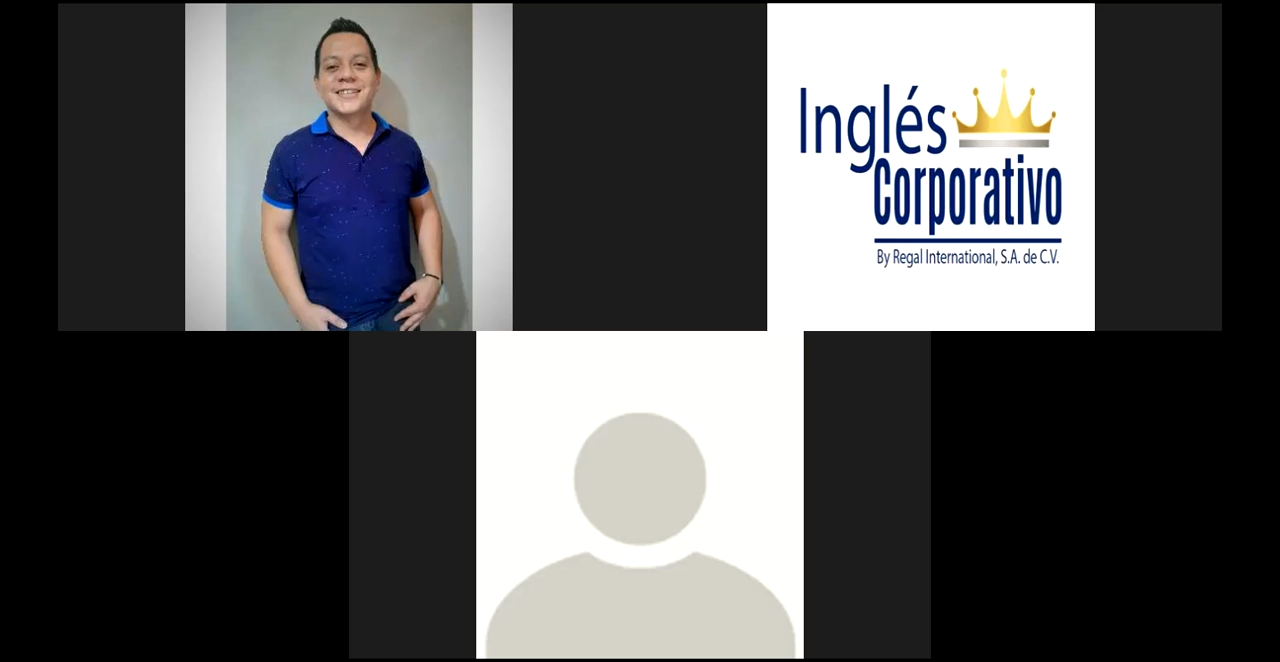 Inglés
Corporativo
By Regal International, S.A. de C.V.